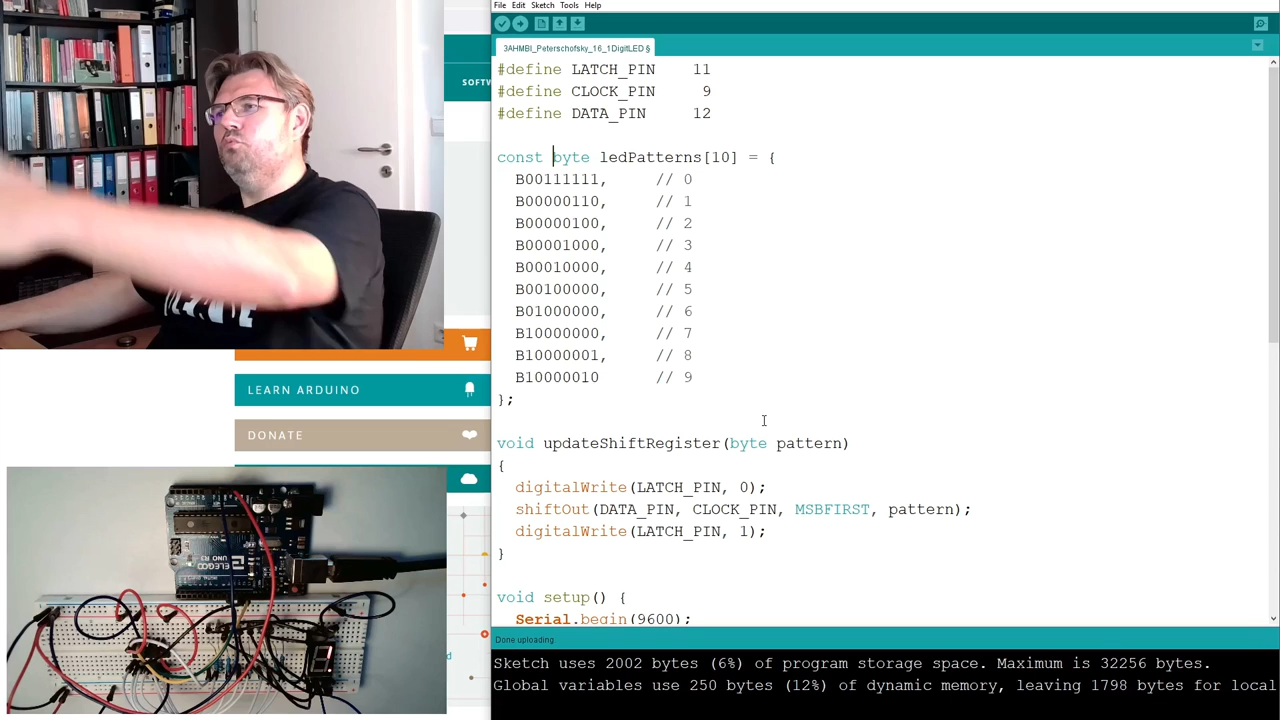 File Edit Sketch Tools Help
3AHMBI_Peterschofsky_16_1DigitLED §
#define LATCH_PIN 11
#define CLOCK_PIN 9
#define DATA_PIN 12
const byte ledPatterns[10] = {
B00111111, // 0
B00000110, // 1
B00000100, // 2
B00001000, // 3
B00010000, // 4
B00100000, // 5
B01000000, // 6
B10000000, // 7
B10000001, // 8
B10000010 // 9
};
void updateShiftRegister(byte pattern)
{
digitalWrite(LATCH_PIN, 0);
shiftOut(DATA_PIN, CLOCK_PIN, MSBFIRST, pattern);
digitalWrite(LATCH_PIN, 1);
}
void setup() {
Serial.begin(9600);
Done uploading.
Sketch uses 2002 bytes (6%) of program storage space. Maximum is 32256 bytes.
Global variables use 250 bytes (12%) of dynamic memory, leaving 1798 bytes for local
SOFTW
LEARN ARDUINO
DONATE
d
ELEGOO
UNO R3